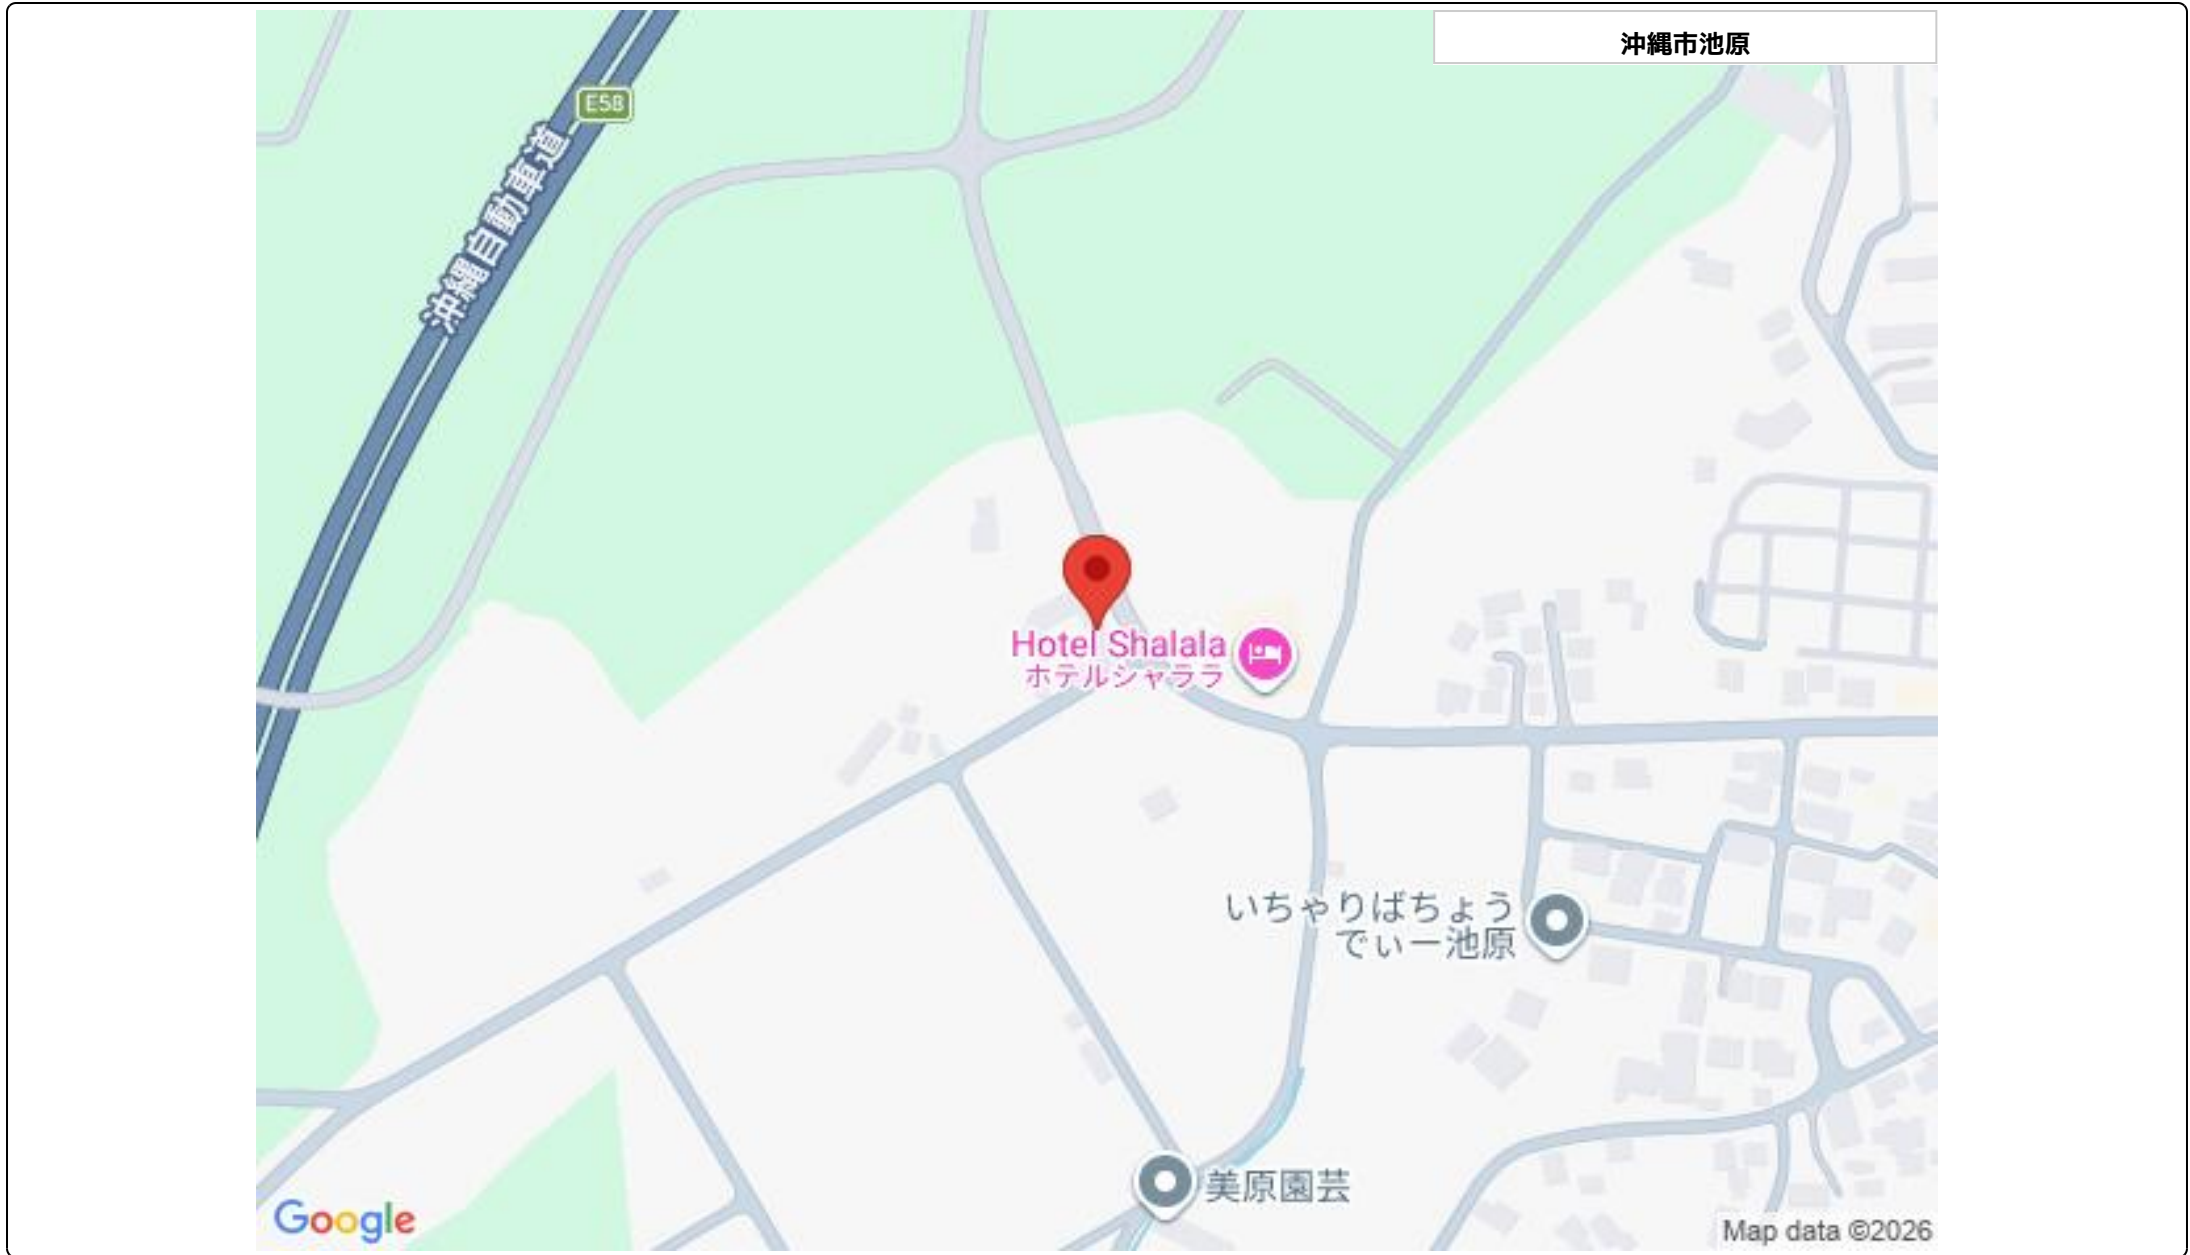 沖縄市池原
E58
沖縄自動車道
Hotel Shalala
ホテルシャララ
いちゃりばちょう
でぃー池原
美原園芸
Google
Map data ©2026